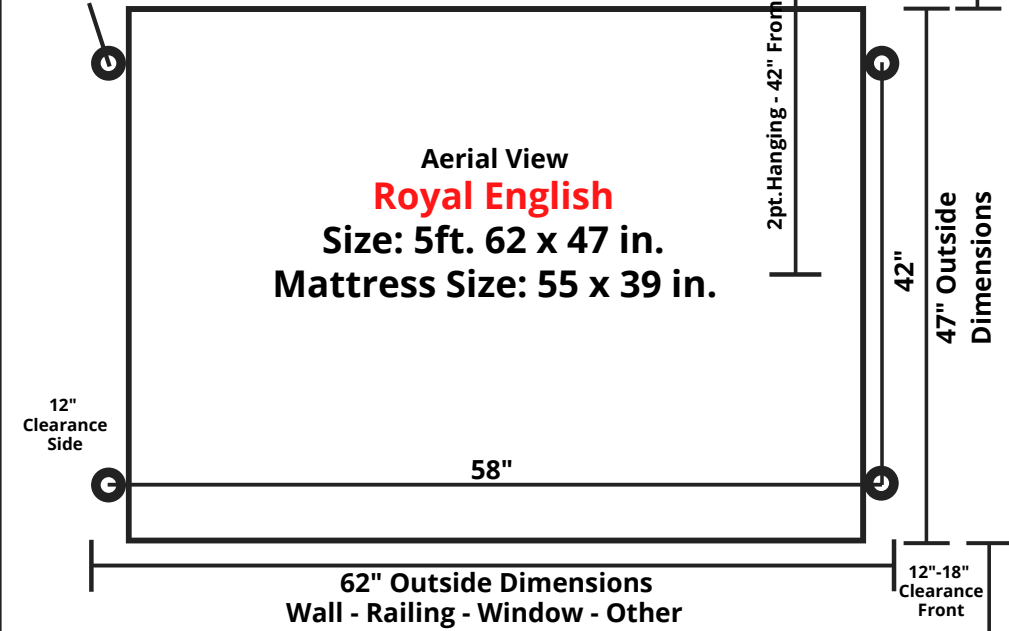 2pt.Hanging - 42" From
Aerial View
Royal English
Size: 5ft. 62 x 47 in.
Mattress Size: 55 x 39 in.
42"
47" Outside
Dimensions
12"
Clearance
Side
58"
62" Outside Dimensions
Wall - Railing - Window - Other
12"-18"
Clearance
Front